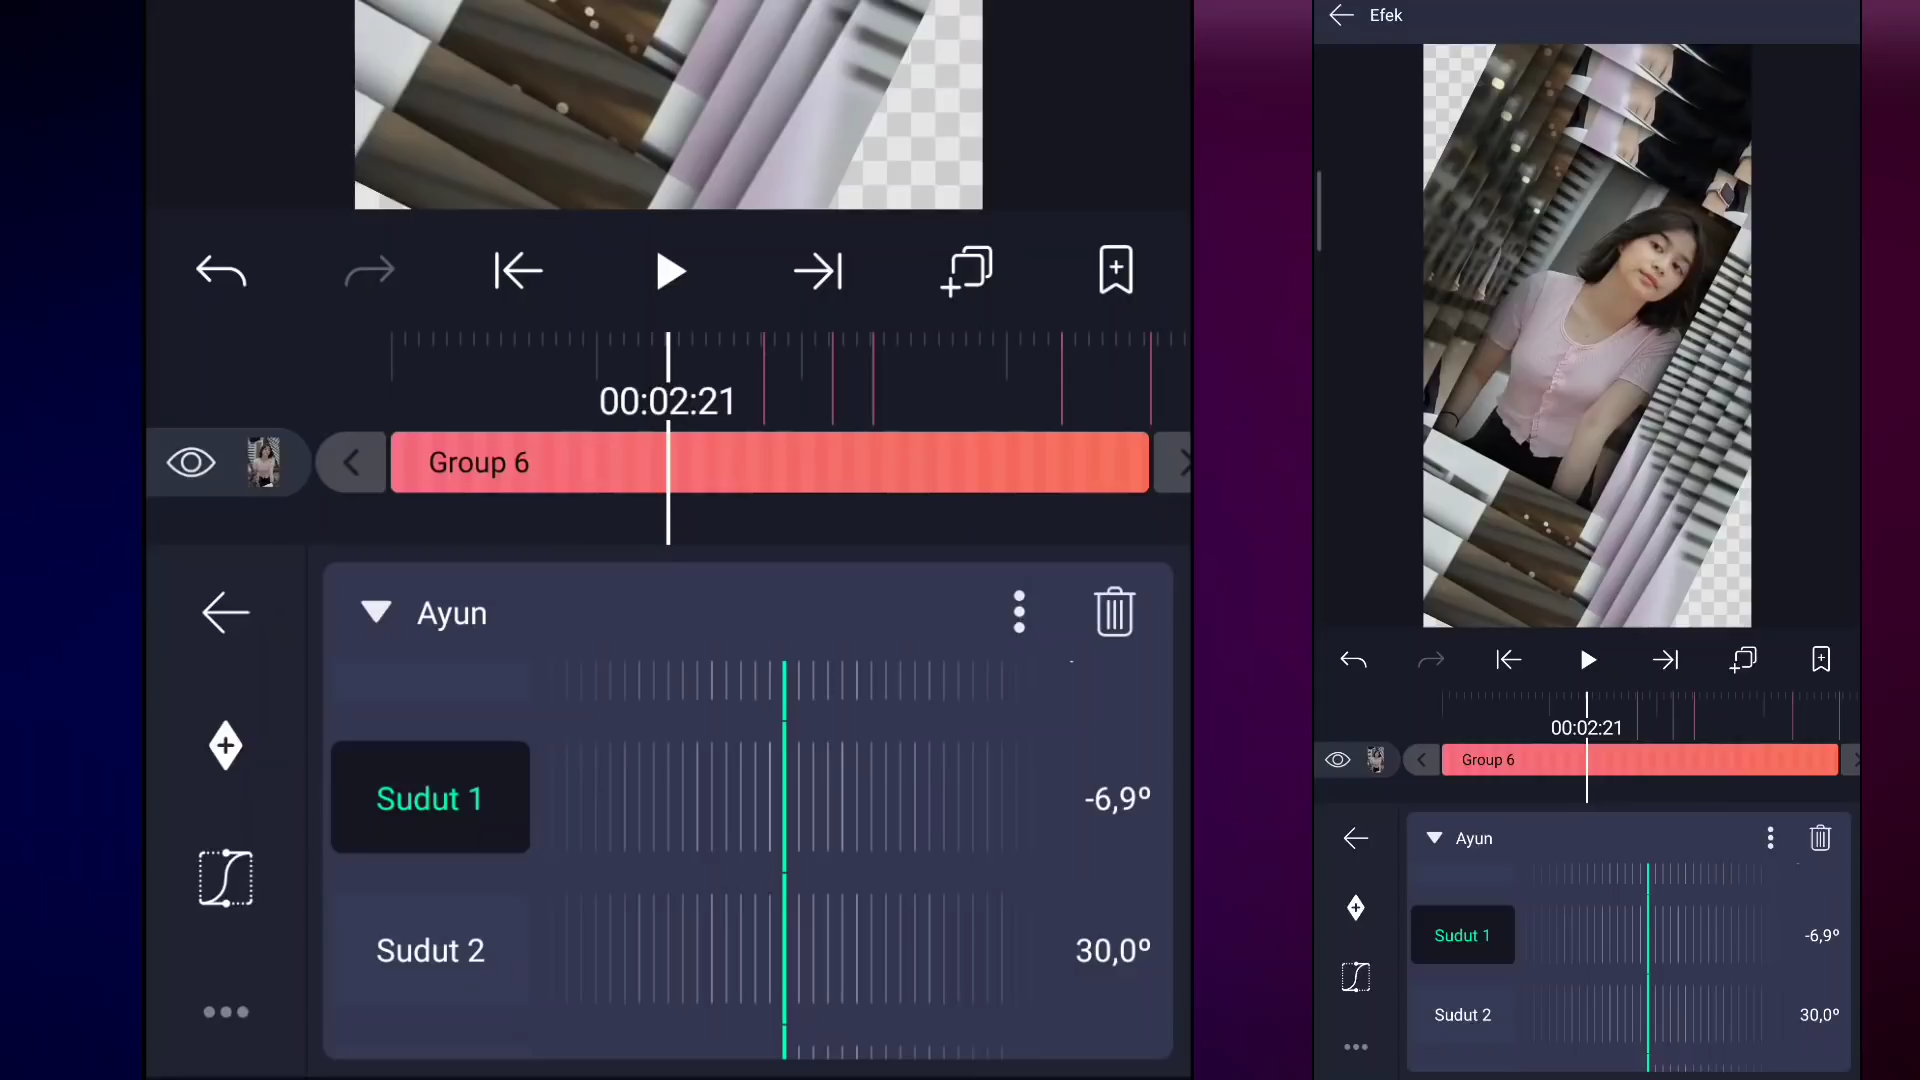 00:02:21
Group 6
Ayun
Sudut 1
-6,9º
Sudut 2
30,0º
Efek
00:02:21
Group 6
Ayun
Sudut 1
-6,9º
Sudut 2
30,0º